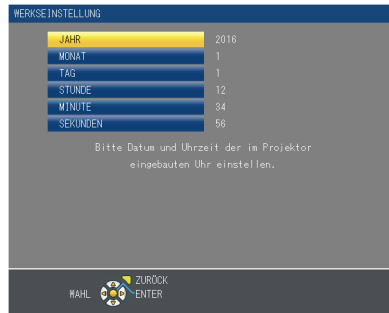 WERKSEINSTELLUNG
JAHR 2016
MONAT 1
TAG 1
STUNDE 12
MINUTE 34
SEKUNDEN 56
Bitte Datum und Uhrzeit der im Projektor
eingebauten Uhr einstellen.
ZURÖCK
WAHL ENTER